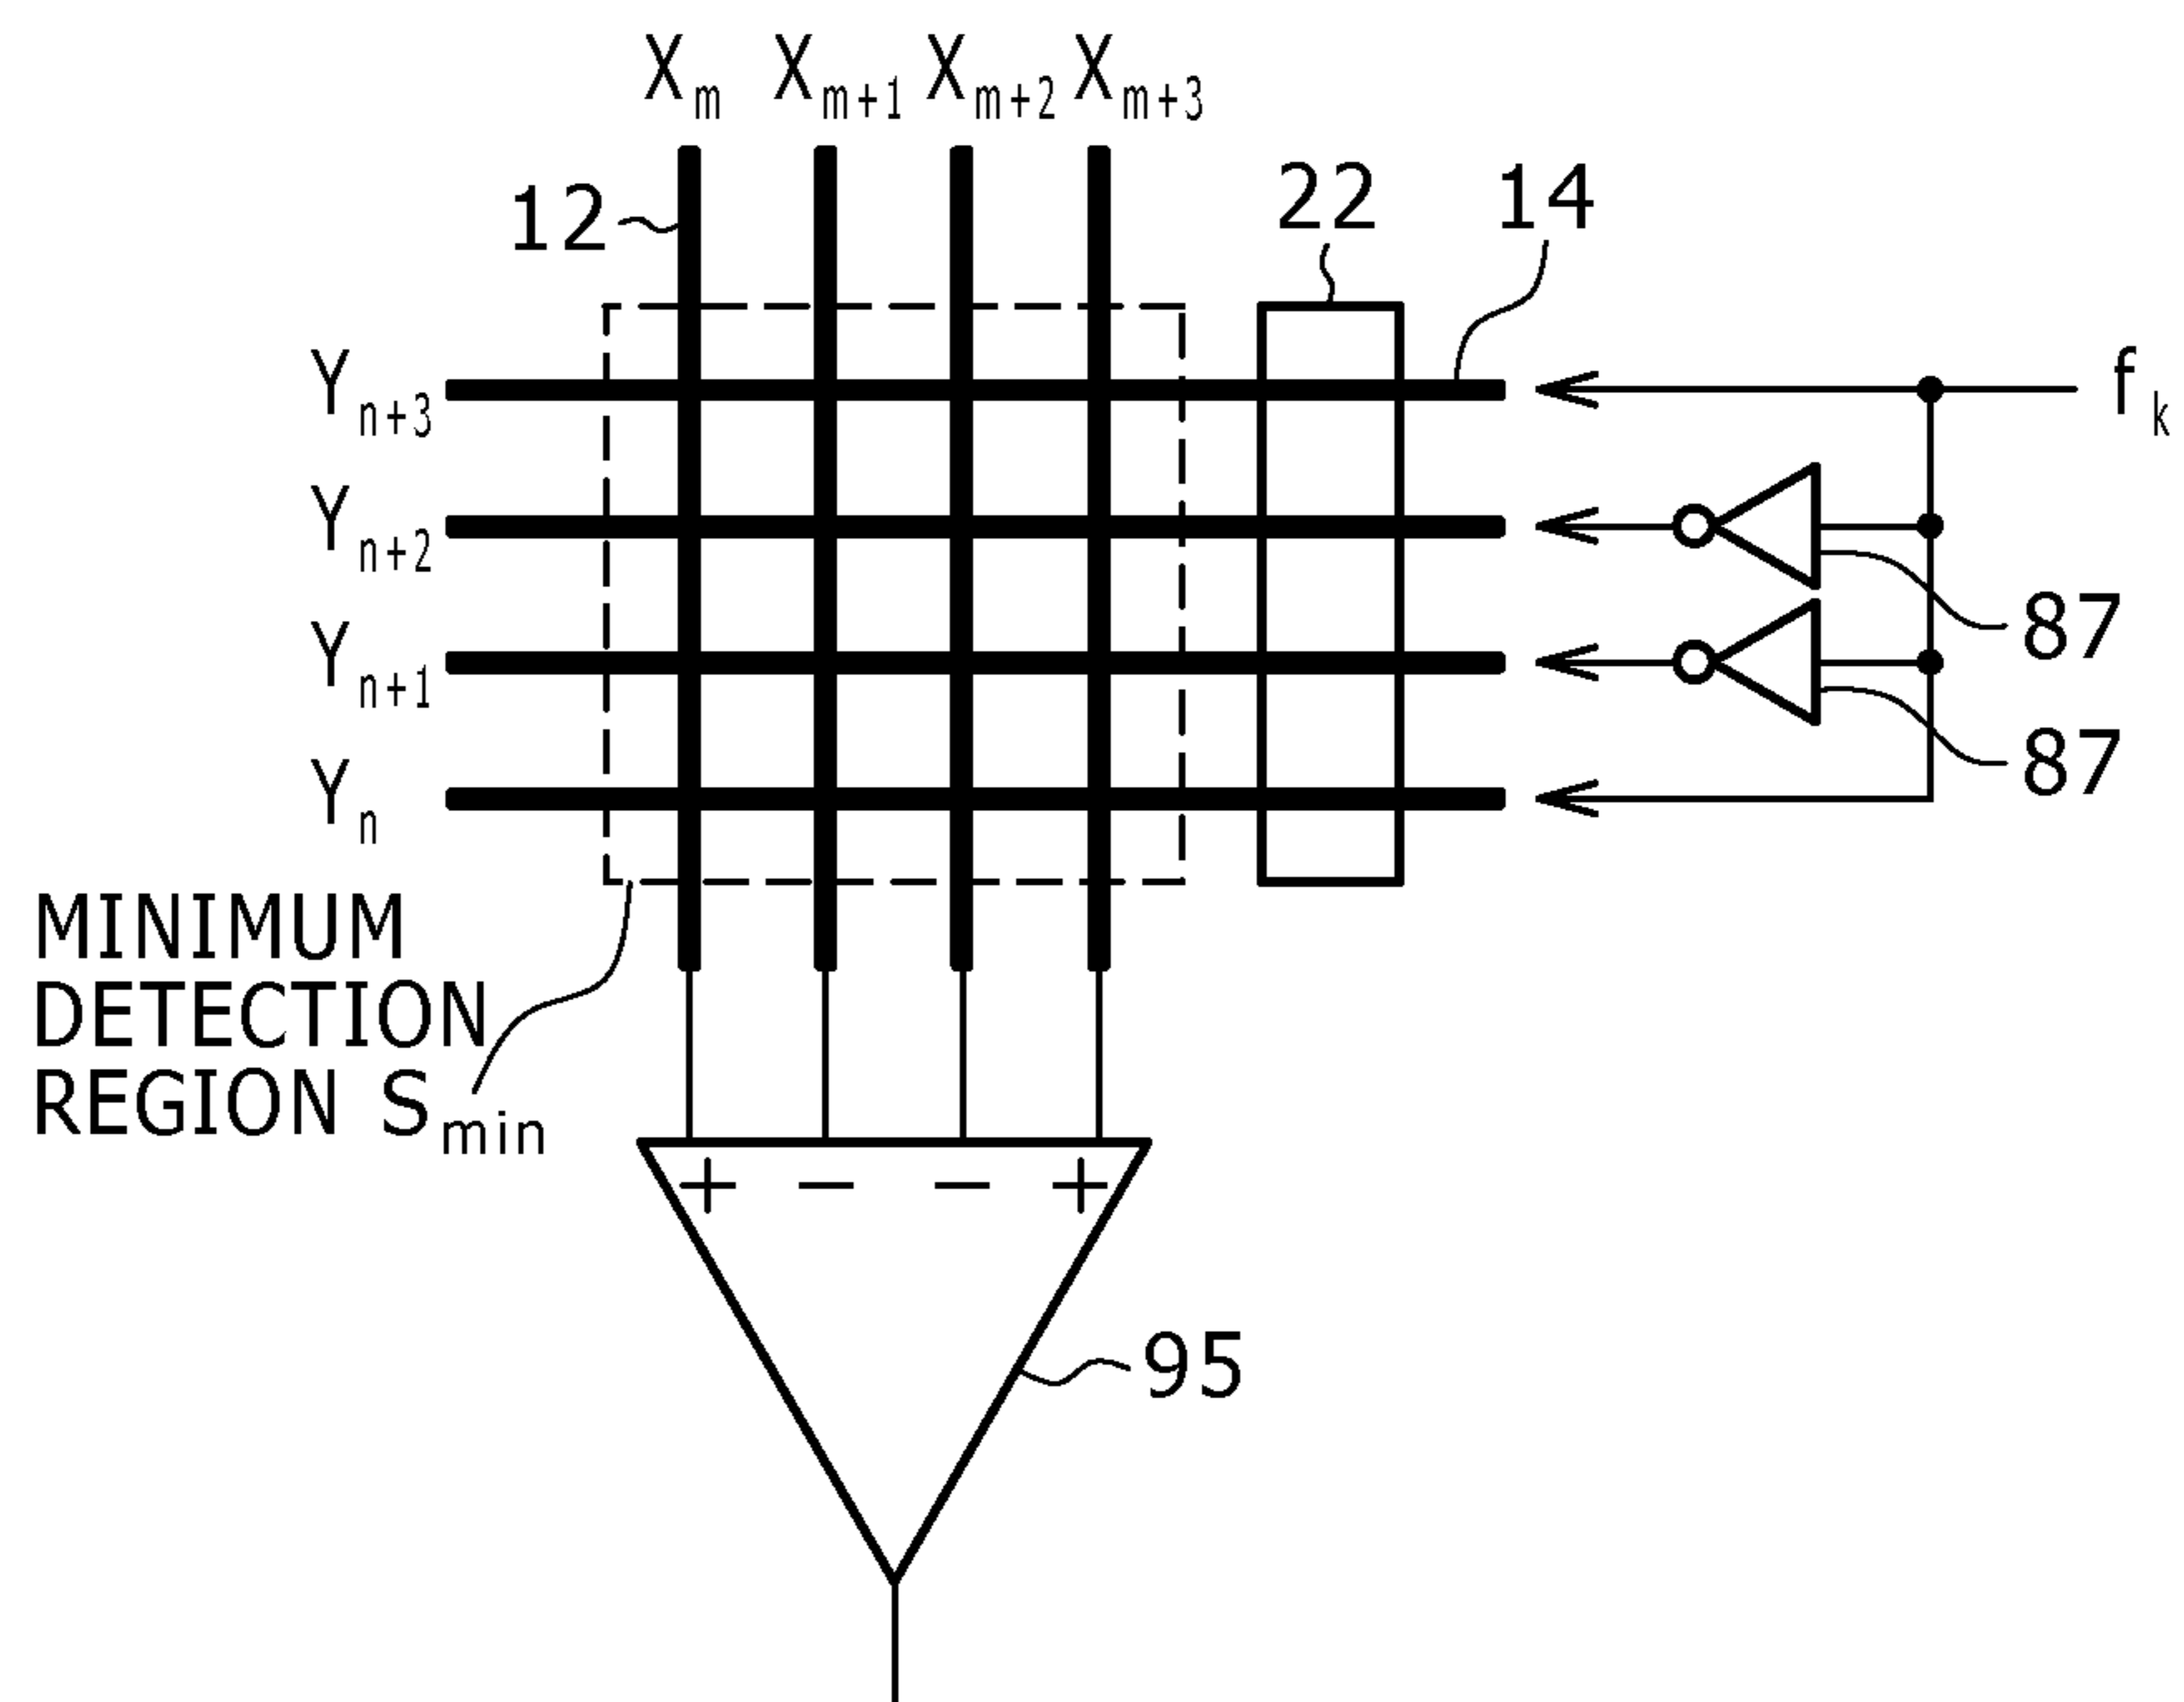 Xm Xm+1 Xm+2 Xm+3
12 22 14
Yn+3 fk
Yn+2
87
Yn+1
87
Yn
MINIMUM
DETECTION
REGION Smin
+ − − +
95